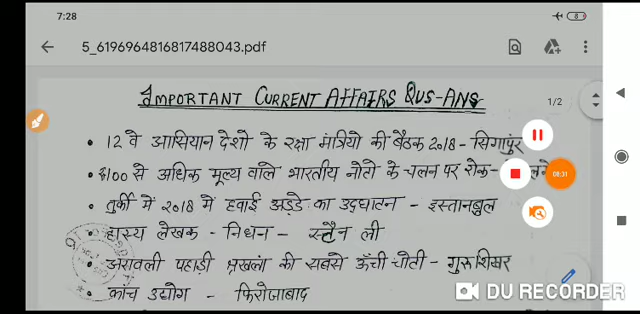 7:28
8
5_6196964816817488043.pdf
IMPORTANT CURRENT AFFAIRS QUS-ANS
1/2
• 12 वे आसियान देशो के रक्षा मंत्रियो की बैठक 2018 - सिगांपुर
• ₹100 से अधिक मूल्य वाले भारतीय नोटो के चलन पर रोक -
08:31
• तुर्की में 2018 में हवाई अड्डे का उदघाटन - इस्तानबुल
• हास्य लेखक - निधन - स्टैन ली
• अरावली पहाड़ी श्रृखंला की सबसे ऊँची चोटी - गुरुशिखर
• कांच उद्योग - फिरोजाबाद
DU RECORDER